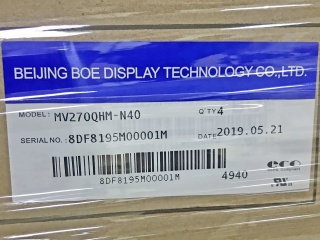 BEIJING BOE DISPLAY TECHNOLOGY CO.,LTD.
MODEL: MV270QHM-N40 Q'TY 4
SERIAL NO.: 8DF8195M00001M DATE 2019.05.21
8DF8195M00001M 4940 eco